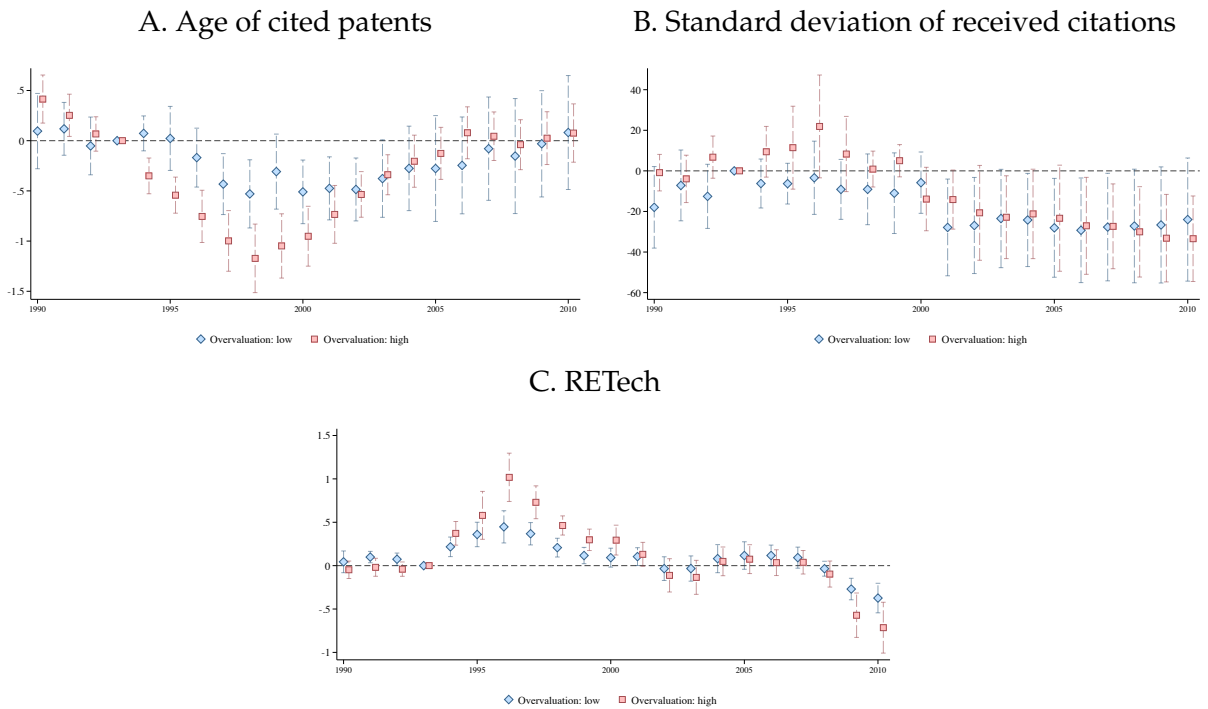 A. Age of cited patents
.5
0
-.5
-1
-1.5
1990 1995 2000 2005 2010
Overvaluation: low Overvaluation: high
B. Standard deviation of received citations
40
20
0
-20
-40
-60
1990 1995 2000 2005 2010
Overvaluation: low Overvaluation: high
C. RETech
1.5
1
.5
0
-.5
-1
1990 1995 2000 2005 2010
Overvaluation: low Overvaluation: high